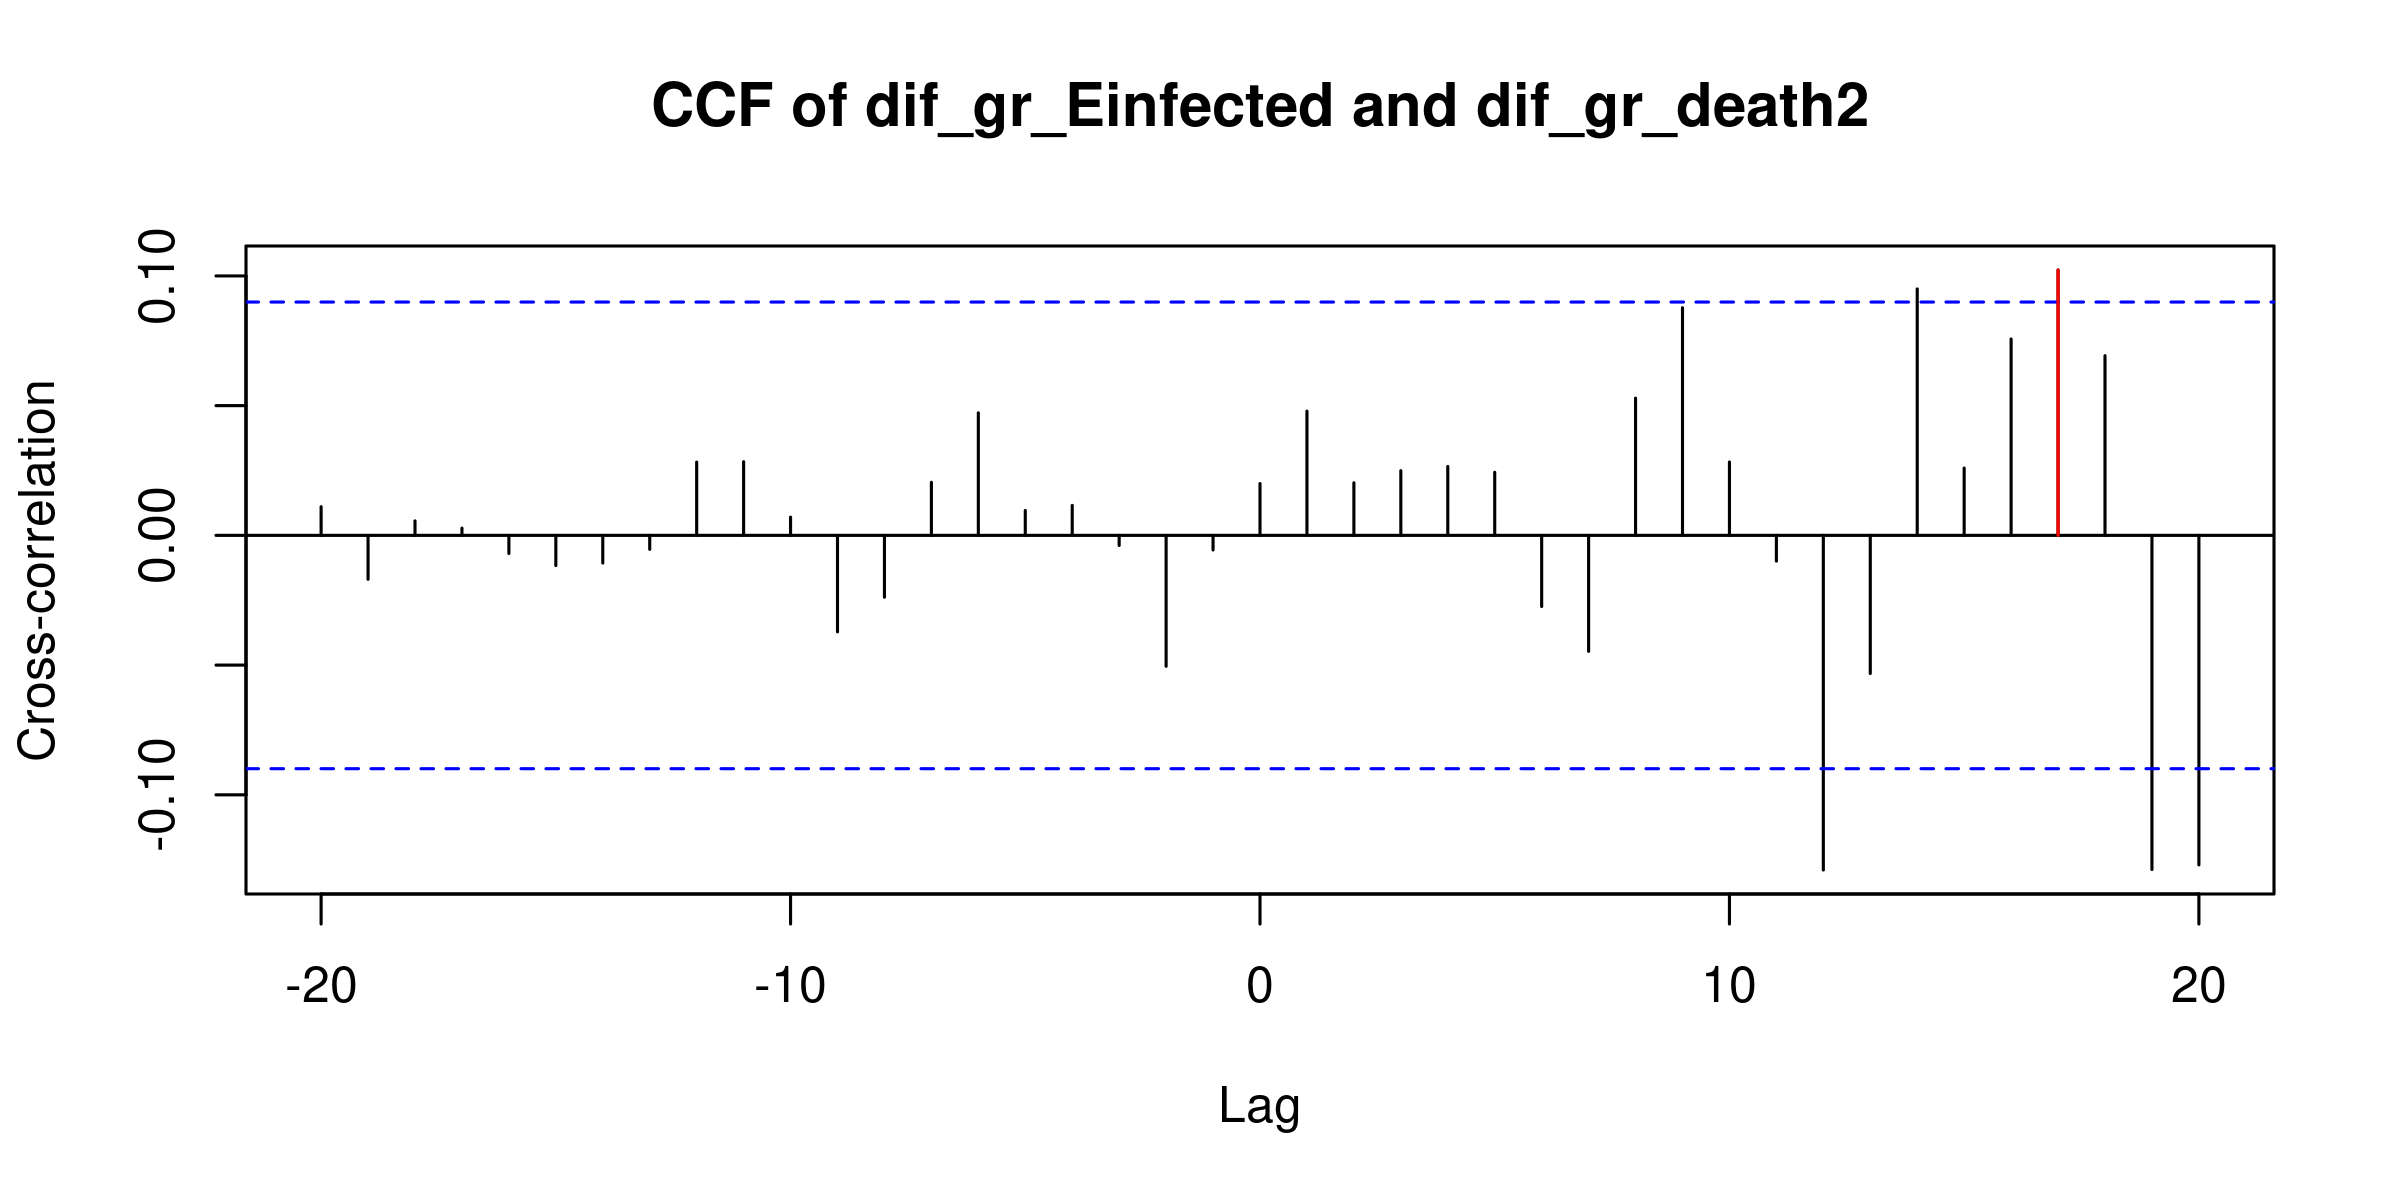 CCF of dif_gr_Einfected and dif_gr_death2
Cross-correlation
0.10
0.00
-0.10
-20 -10 0 10 20
Lag